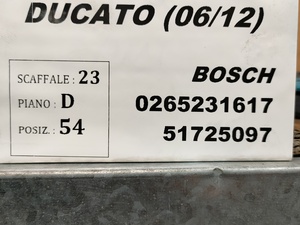 DUCATO (06/12)
SCAFFALE : 23
PIANO : D
POSIZ. : 54
BOSCH
0265231617
51725097